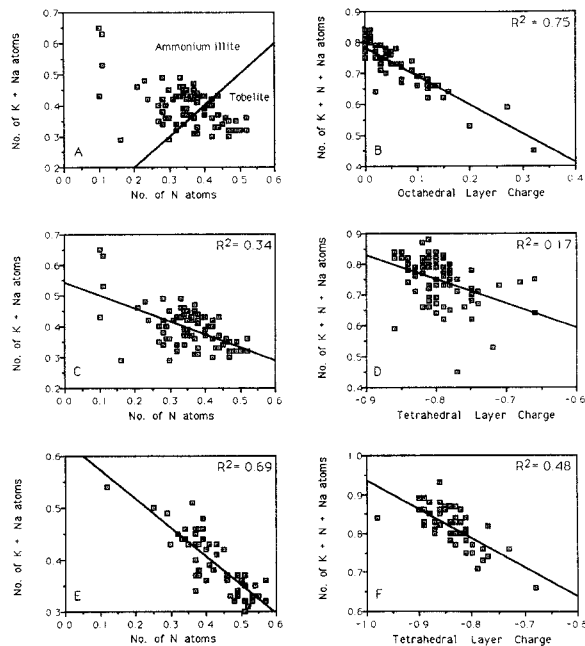 No. of K + Na atoms
0.7
0.6
0.5
0.4
0.3
0.2
Ammonium illite
Tobelite
A
0.0 0.1 0.2 0.3 0.4 0.5 0.6
No. of N atoms
No. of K + N + Na atoms
0.9
0.8
0.7
0.6
0.5
0.4
R² = 0.75
B
0.0 0.1 0.2 0.3 0.4
Octahedral Layer Charge
No. of K + Na atoms
0.7
0.6
0.5
0.4
0.3
0.2
R² = 0.34
C
0.0 0.1 0.2 0.3 0.4 0.5 0.6
No. of N atoms
No. of K + N + Na atoms
0.9
0.8
0.7
0.6
0.5
0.4
R² = 0.17
D
-0.9 -0.8 -0.7 -0.6
Tetrahedral Layer Charge
No. of K + Na atoms
0.6
0.5
0.4
0.3
R² = 0.69
E
0.0 0.1 0.2 0.3 0.4 0.5 0.6
No. of N atoms
No. of K + N + Na atoms
1.0
0.9
0.8
0.7
0.6
R² = 0.48
F
-1.0 -0.9 -0.8 -0.7 -0.6 -0.5
Tetrahedral Layer Charge